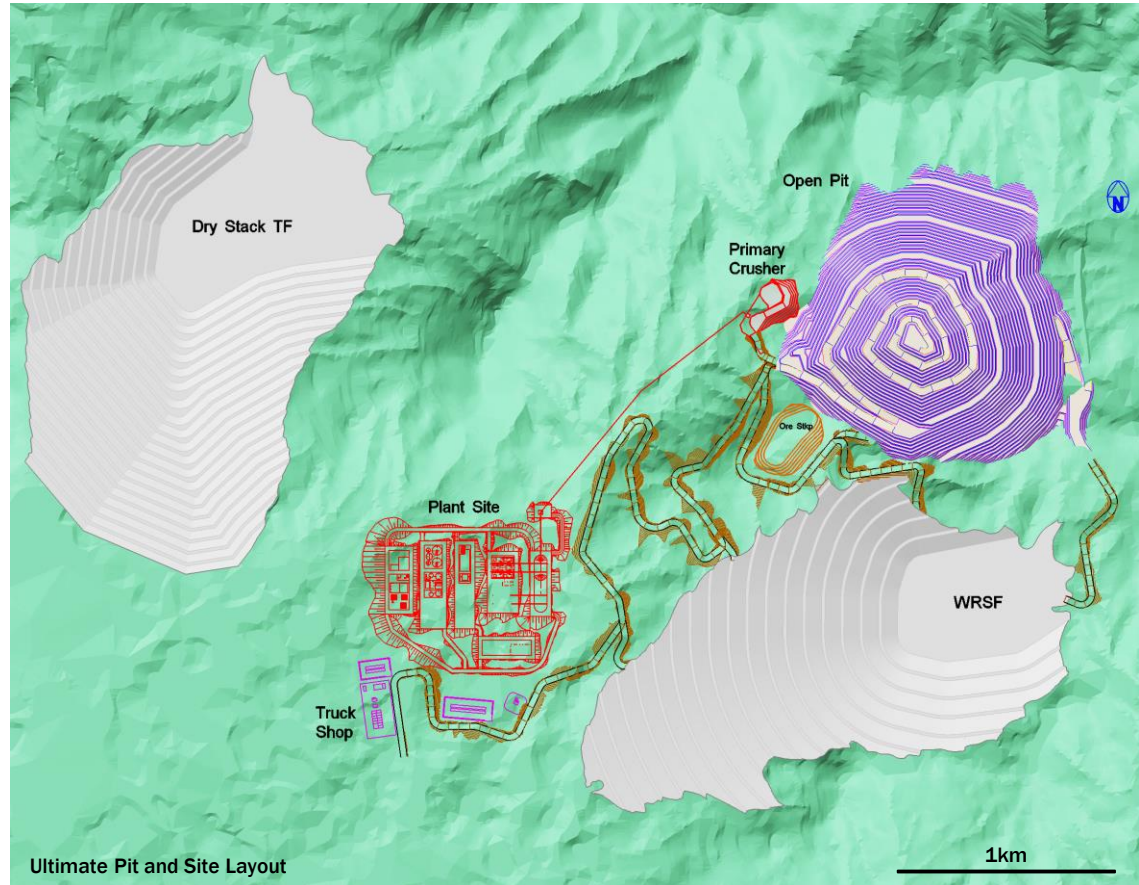 Open Pit
N
Dry Stack TF
Primary
Crusher
Ore Stkp
Plant Site
WRSF
Truck
Shop
Ultimate Pit and Site Layout
1km